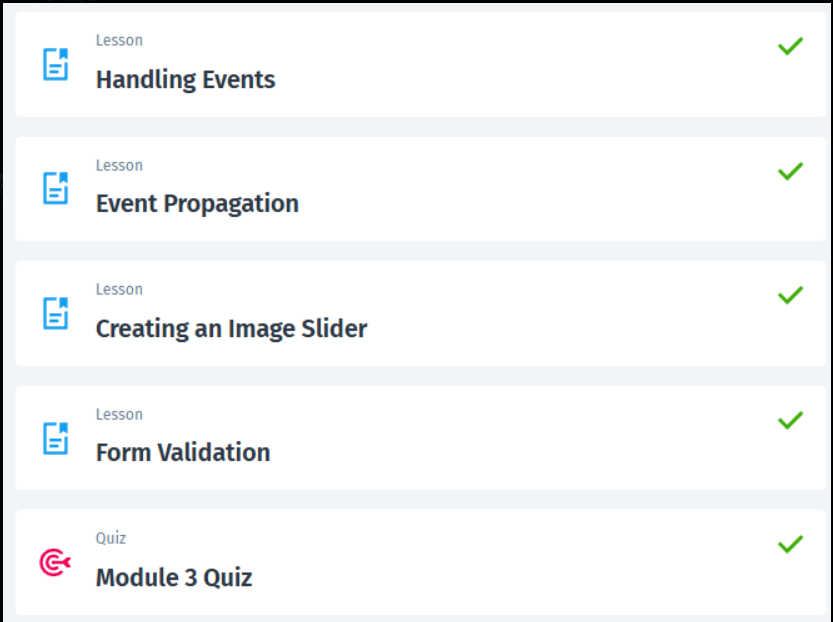 Lesson
Handling Events
Lesson
Event Propagation
Lesson
Creating an Image Slider
Lesson
Form Validation
Quiz
Module 3 Quiz